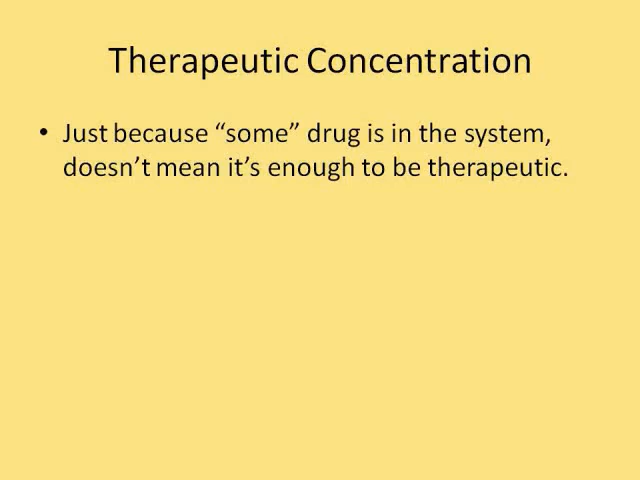 Therapeutic Concentration
• Just because “some” drug is in the system,
doesn’t mean it’s enough to be therapeutic.